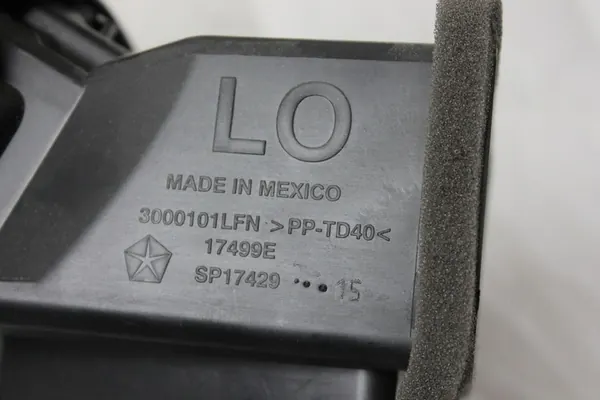 LO
MADE IN MEXICO
3000101LFN >PP-TD40<
17499E
SP17429 15